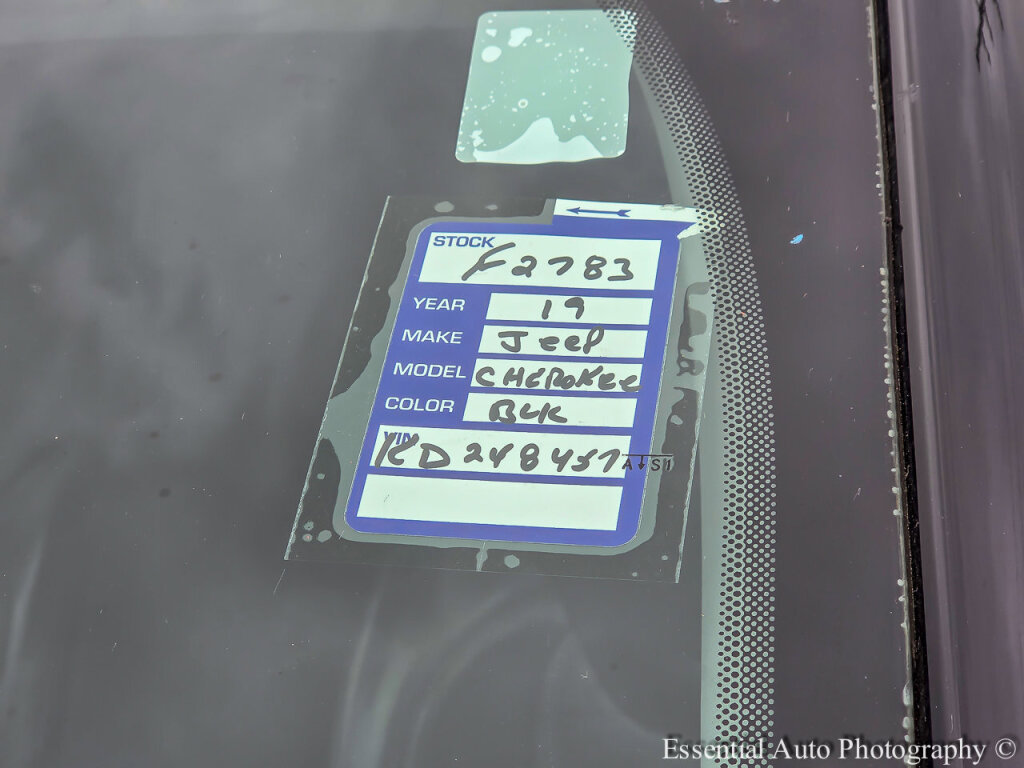 STOCK F2783
YEAR 19
MAKE Jeep
MODEL CHEROKEE
COLOR BLK
VIN KD248457
Essential Auto Photography ©